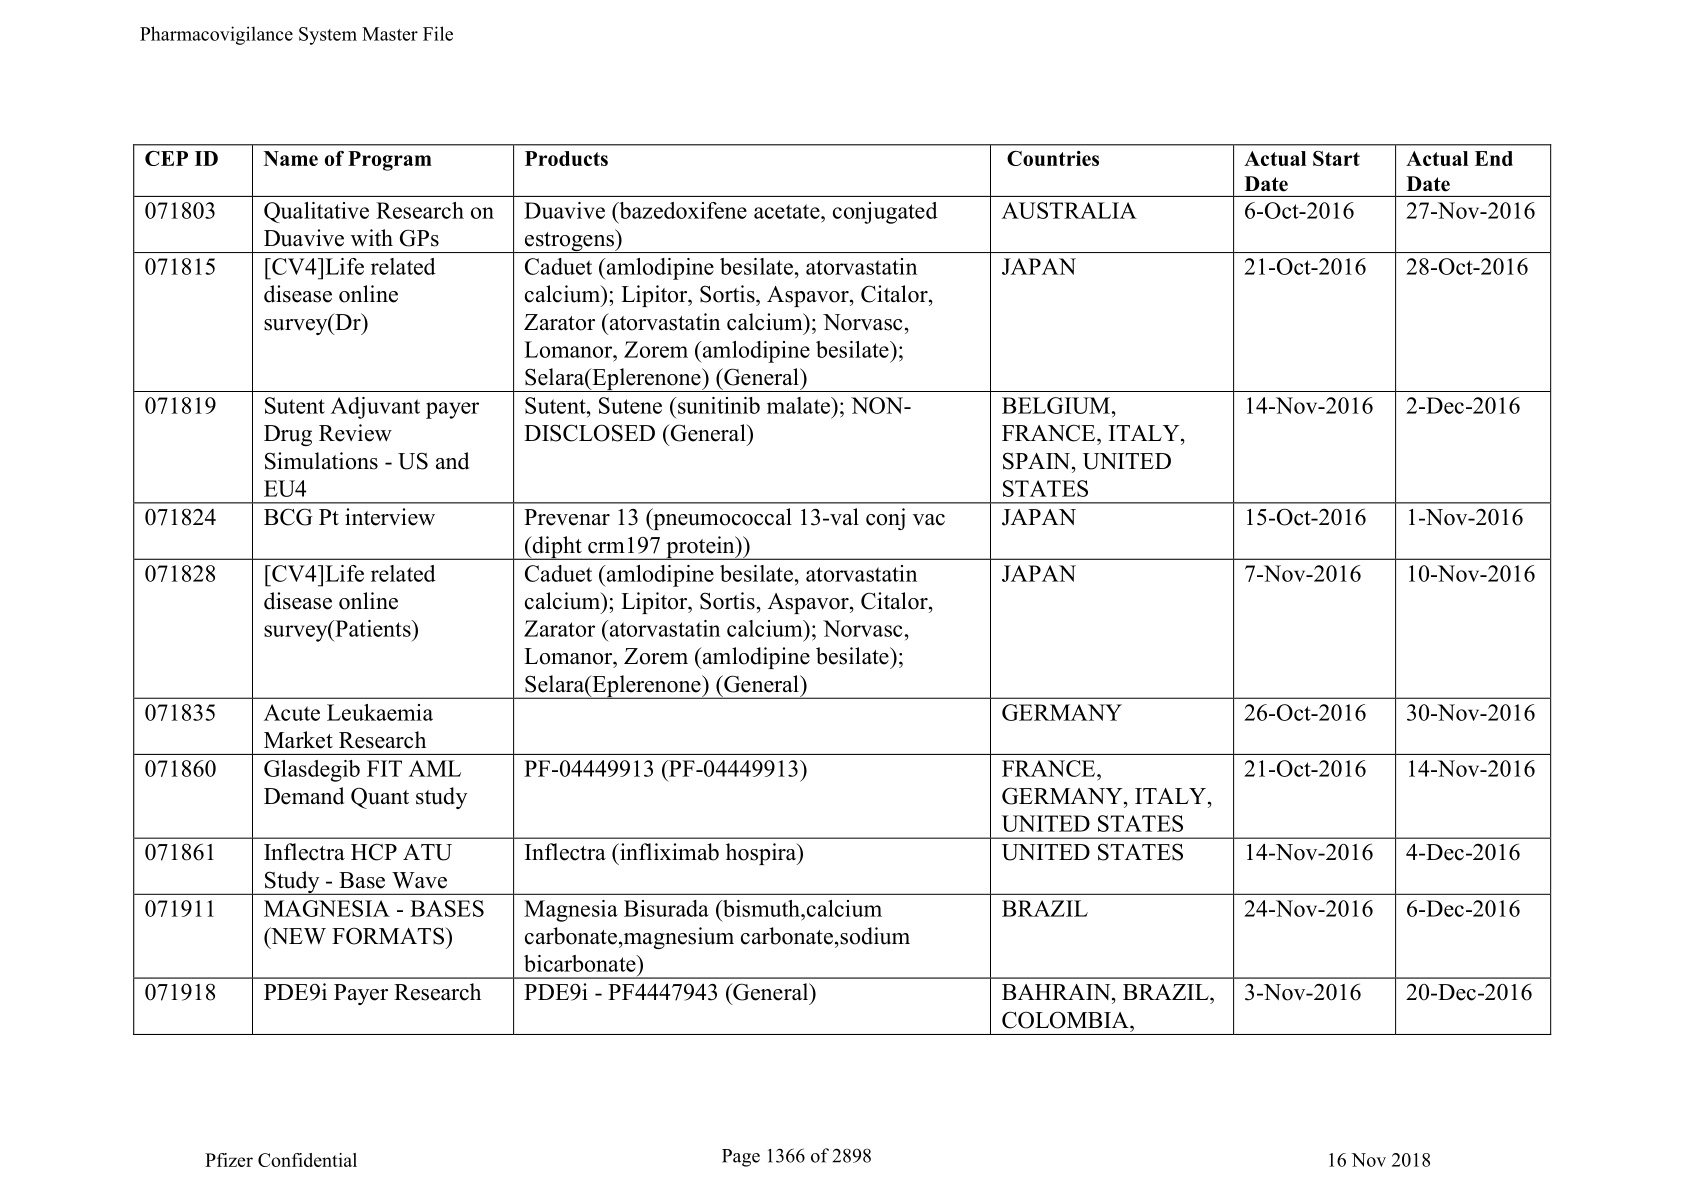 Pharmacovigilance System Master File
CEP ID Name of Program Products Countries Actual Start Date Actual End Date
071803 Qualitative Research on Duavive with GPs Duavive (bazedoxifene acetate, conjugated estrogens) AUSTRALIA 6-Oct-2016 27-Nov-2016
071815 [CV4]Life related disease online survey(Dr) Caduet (amlodipine besilate, atorvastatin calcium); Lipitor, Sortis, Aspavor, Citalor, Zarator (atorvastatin calcium); Norvasc, Lomanor, Zorem (amlodipine besilate); Selara(Eplerenone) (General) JAPAN 21-Oct-2016 28-Oct-2016
071819 Sutent Adjuvant payer Drug Review Simulations - US and EU4 Sutent, Sutene (sunitinib malate); NON-DISCLOSED (General) BELGIUM, FRANCE, ITALY, SPAIN, UNITED STATES 14-Nov-2016 2-Dec-2016
071824 BCG Pt interview Prevenar 13 (pneumococcal 13-val conj vac (dipht crm197 protein)) JAPAN 15-Oct-2016 1-Nov-2016
071828 [CV4]Life related disease online survey(Patients) Caduet (amlodipine besilate, atorvastatin calcium); Lipitor, Sortis, Aspavor, Citalor, Zarator (atorvastatin calcium); Norvasc, Lomanor, Zorem (amlodipine besilate); Selara(Eplerenone) (General) JAPAN 7-Nov-2016 10-Nov-2016
071835 Acute Leukaemia Market Research GERMANY 26-Oct-2016 30-Nov-2016
071860 Glasdegib FIT AML Demand Quant study PF-04449913 (PF-04449913) FRANCE, GERMANY, ITALY, UNITED STATES 21-Oct-2016 14-Nov-2016
071861 Inflectra HCP ATU Study - Base Wave Inflectra (infliximab hospira) UNITED STATES 14-Nov-2016 4-Dec-2016
071911 MAGNESIA - BASES (NEW FORMATS) Magnesia Bisurada (bismuth,calcium carbonate,magnesium carbonate,sodium bicarbonate) BRAZIL 24-Nov-2016 6-Dec-2016
071918 PDE9i Payer Research PDE9i - PF4447943 (General) BAHRAIN, BRAZIL, COLOMBIA, 3-Nov-2016 20-Dec-2016
Pfizer Confidential Page 1366 of 2898 16 Nov 2018